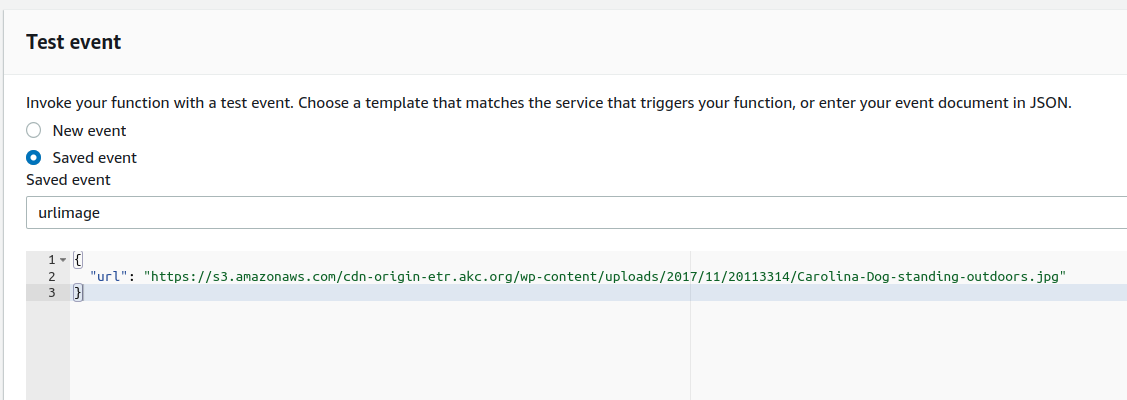 Test event
Invoke your function with a test event. Choose a template that matches the service that triggers your function, or enter your event document in JSON.
New event
Saved event
Saved event
urlimage
1 {
2 "url": "https://s3.amazonaws.com/cdn-origin-etr.akc.org/wp-content/uploads/2017/11/20113314/Carolina-Dog-standing-outdoors.jpg"
3 }